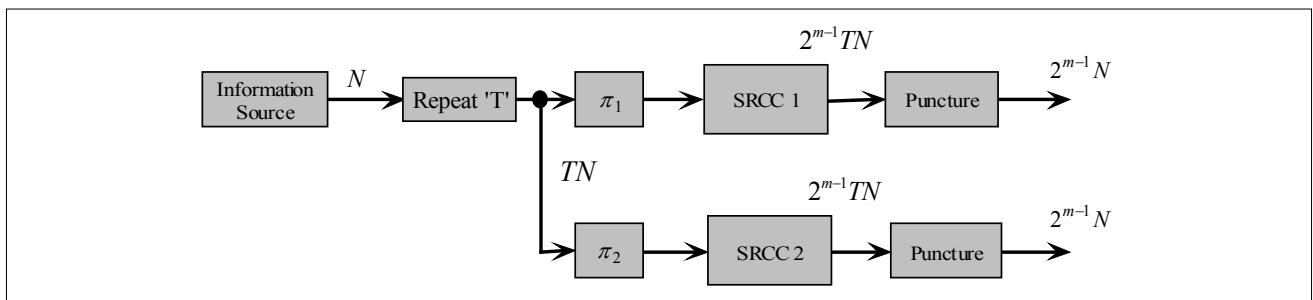 2^{m-1}TN
2^{m-1}N
N
Information
Source
Repeat 'T'
π₁
SRCC 1
Puncture
TN
2^{m-1}TN
2^{m-1}N
π₂
SRCC 2
Puncture